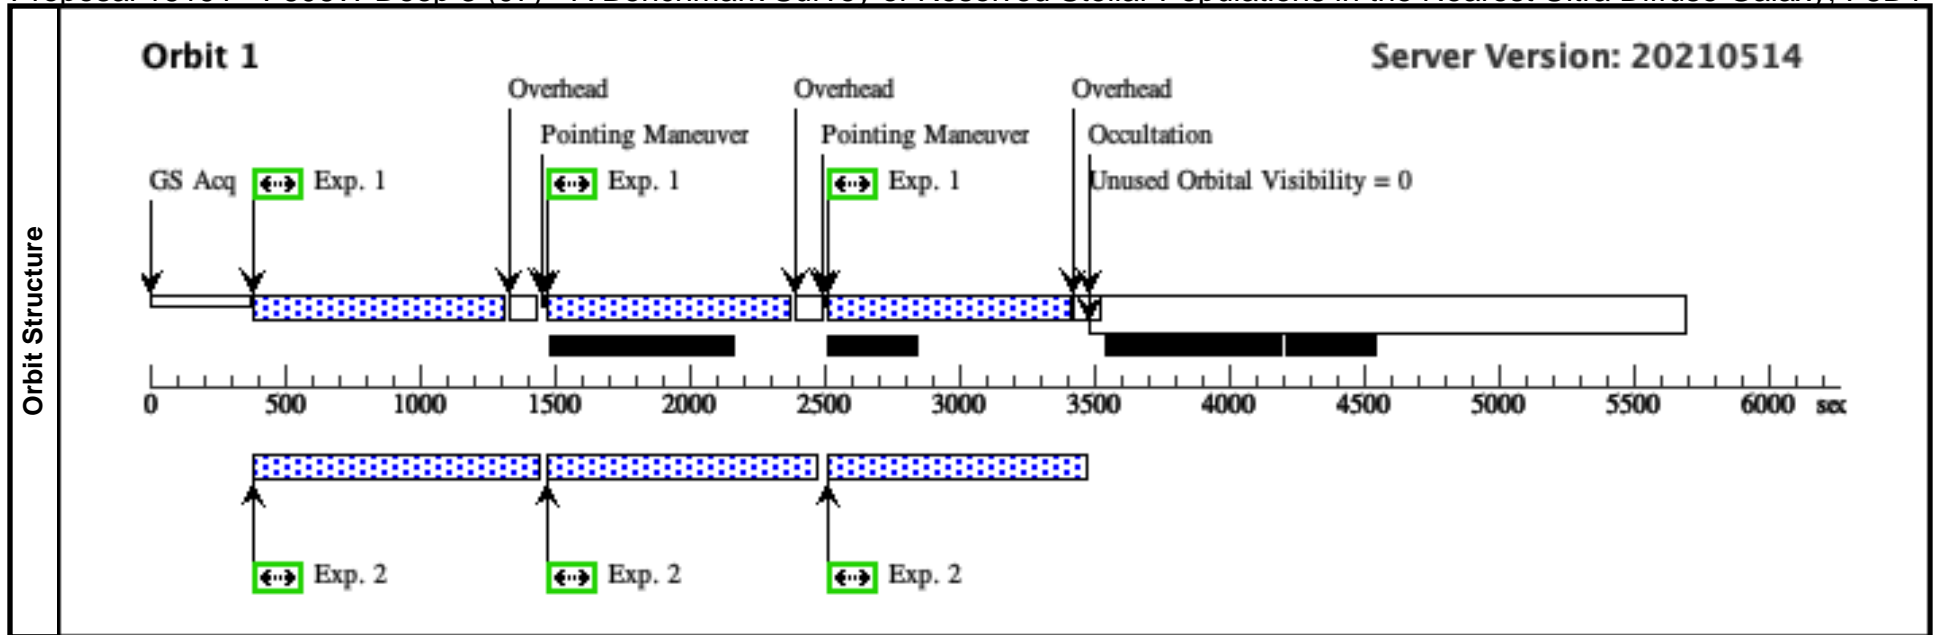 Orbit Structure
Orbit 1
Server Version: 20210514
Overhead
Overhead
Overhead
Pointing Maneuver
Pointing Maneuver
Occultation
GS Acq
Exp. 1
Exp. 1
Exp. 1
Unused Orbital Visibility = 0
0 500 1000 1500 2000 2500 3000 3500 4000 4500 5000 5500 6000 sec
Exp. 2
Exp. 2
Exp. 2